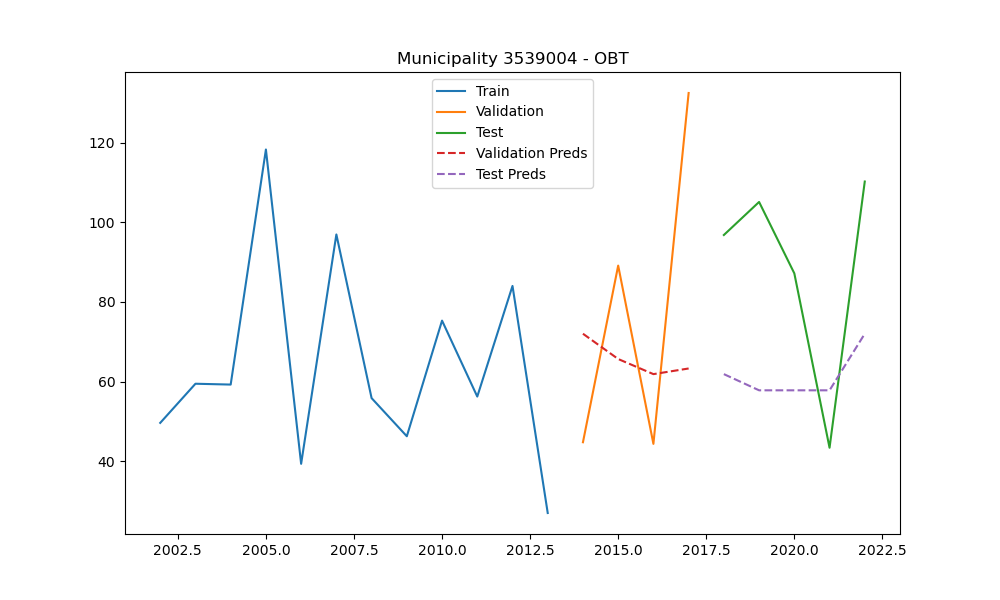 Municipality 3539004 - OBT
Train
Validation
Test
Validation Preds
Test Preds
120
100
80
60
40
2002.5 2005.0 2007.5 2010.0 2012.5 2015.0 2017.5 2020.0 2022.5